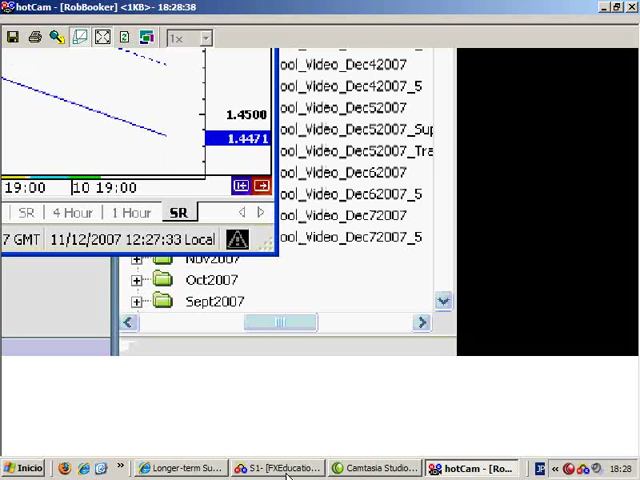 hotCam - [RobBooker] <1KB>- 18:28:38
1x
ool_Video_Dec42007
ool_Video_Dec42007_5
ool_Video_Dec52007
ool_Video_Dec52007_Sup
ool_Video_Dec52007_Tra
ool_Video_Dec62007
ool_Video_Dec62007_5
ool_Video_Dec72007
ool_Video_Dec72007_5
1.4500
1.4471
19:00 10 19:00
SR 4 Hour 1 Hour SR
7 GMT 11/12/2007 12:27:33 Local
Nov2007
Oct2007
Sept2007
Inicio » Longer-term Su... S1- [FXEducatio... Camtasia Studio... hotCam - [Ro... JP « 18:28